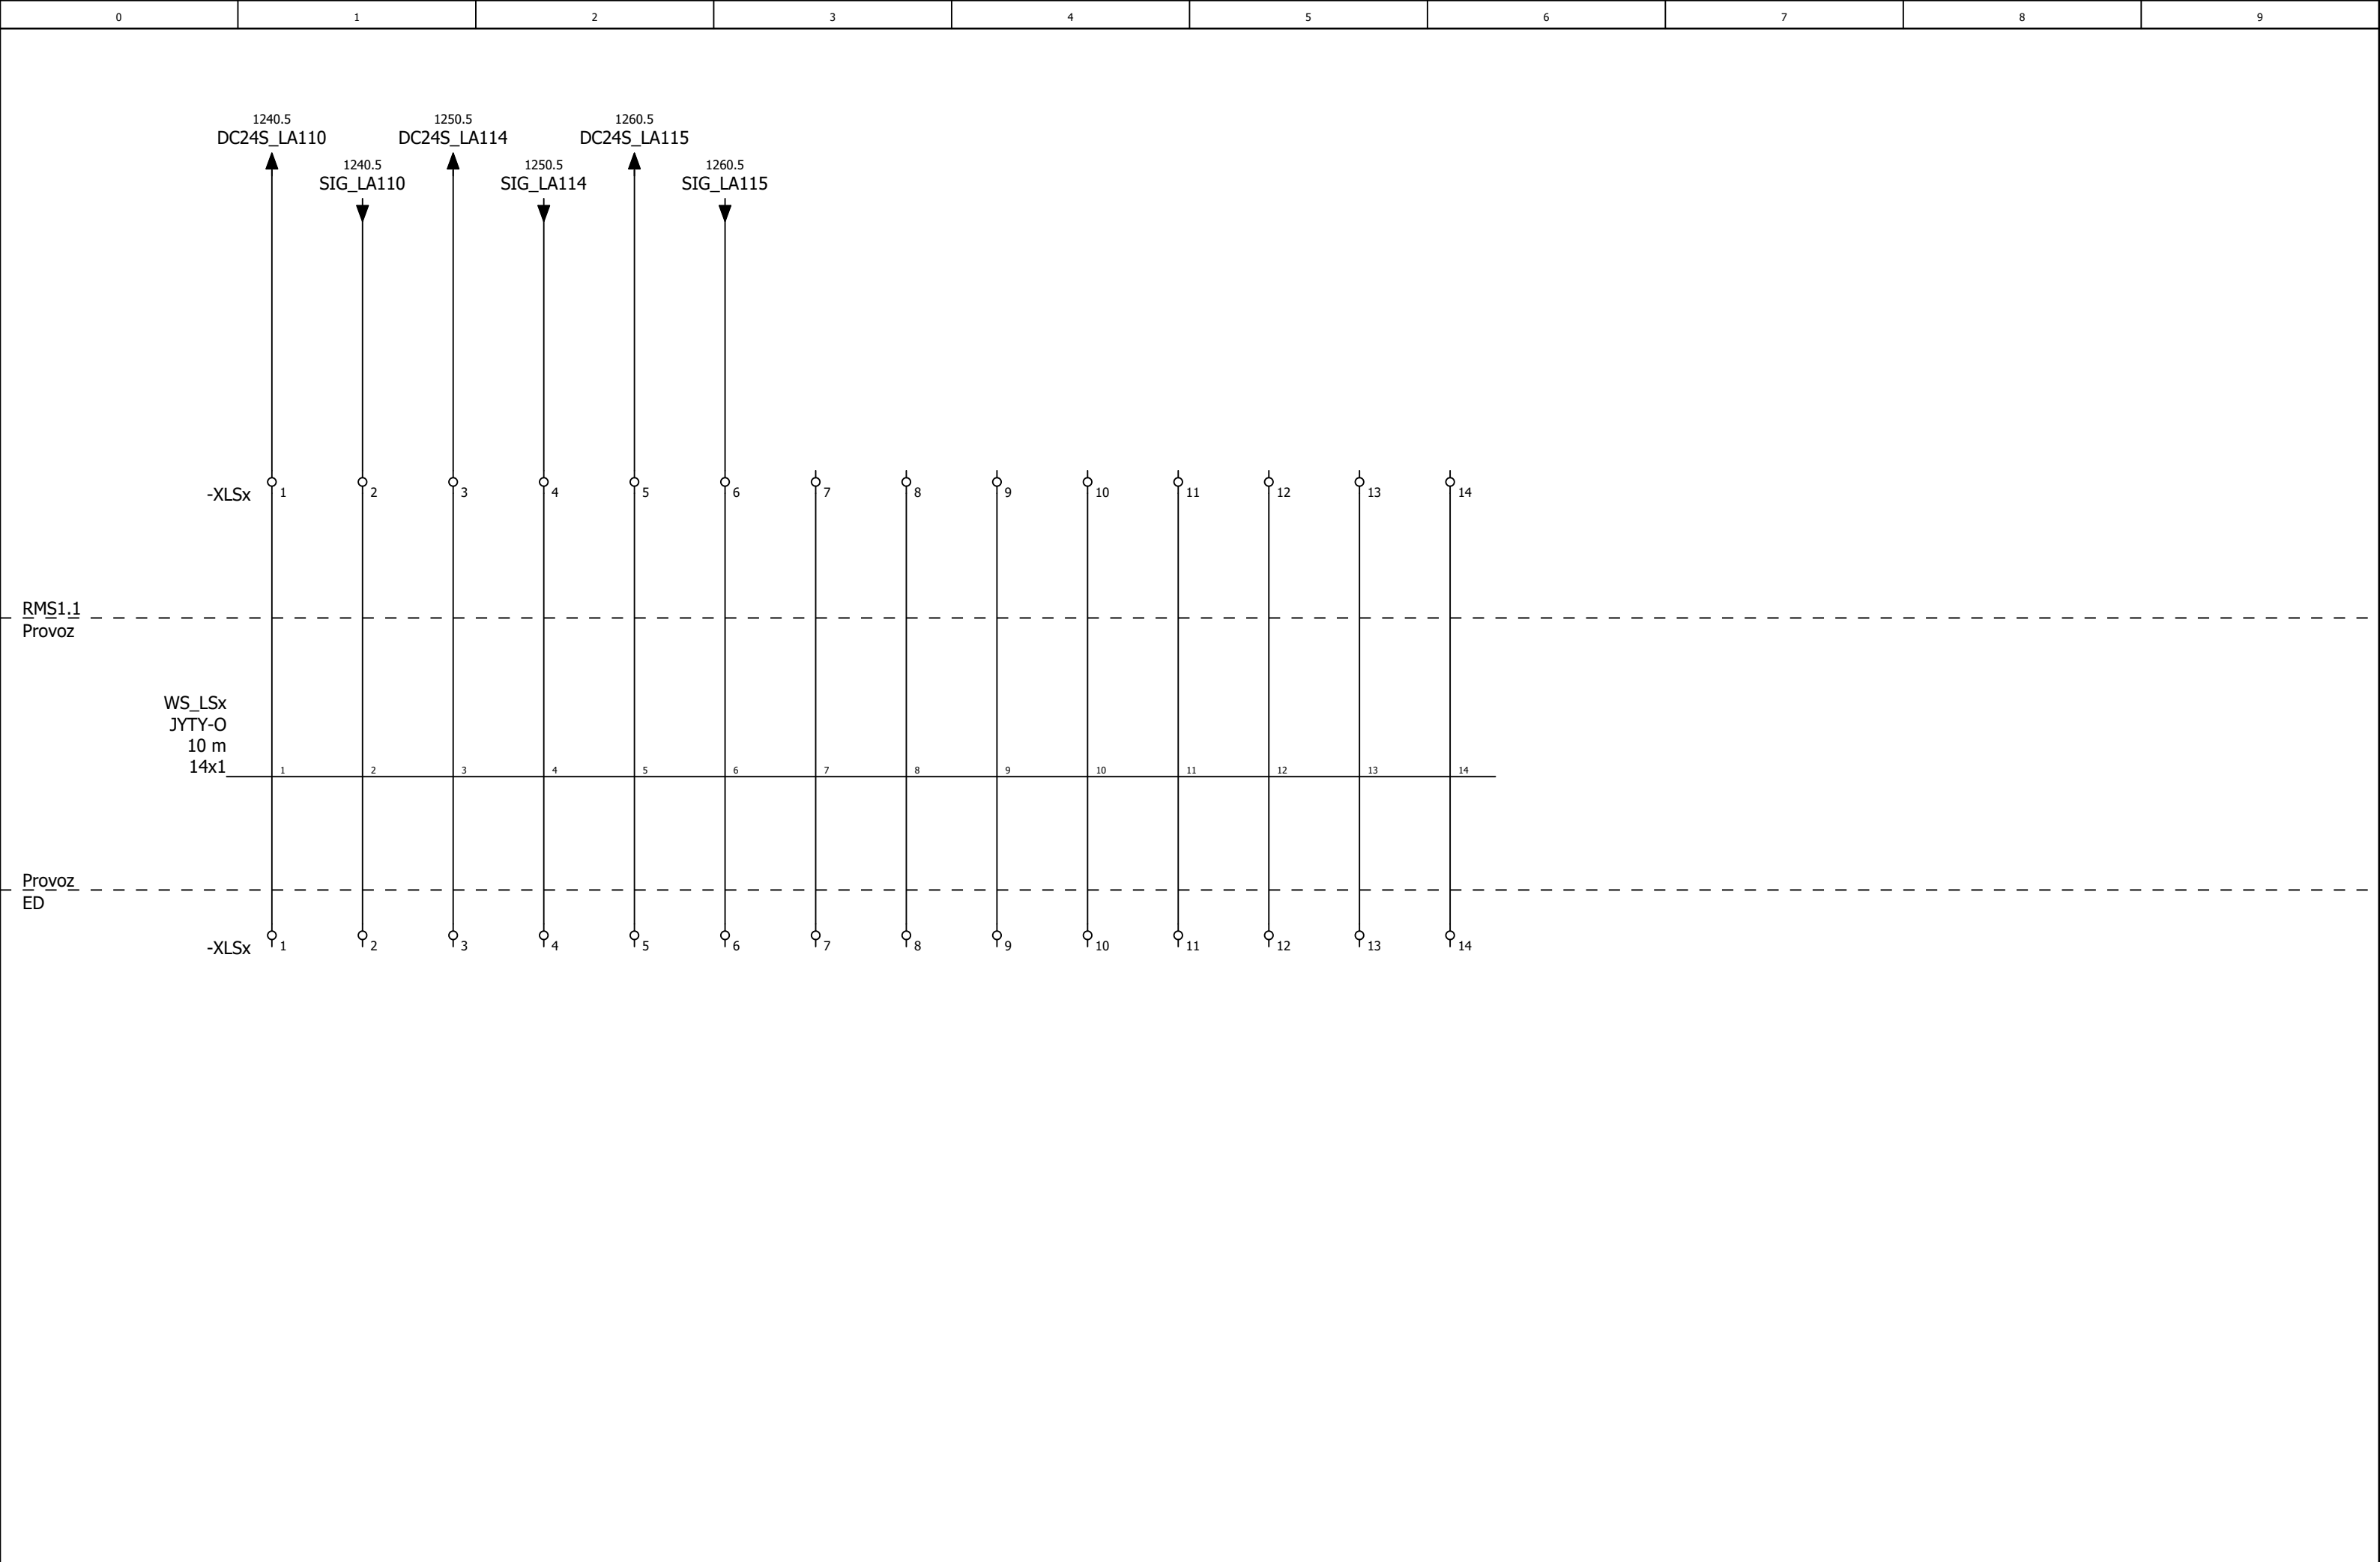 0 1 2 3 4 5 6 7 8 9
1240.5 1250.5 1260.5
DC24S_LA110 DC24S_LA114 DC24S_LA115
1240.5 1250.5 1260.5
SIG_LA110 SIG_LA114 SIG_LA115
-XLSx 1 2 3 4 5 6 7 8 9 10 11 12 13 14
RMS1.1
Provoz
WS_LSx
JYTY-O
10 m
14x1 1 2 3 4 5 6 7 8 9 10 11 12 13 14
Provoz
ED
-XLSx 1 2 3 4 5 6 7 8 9 10 11 12 13 14